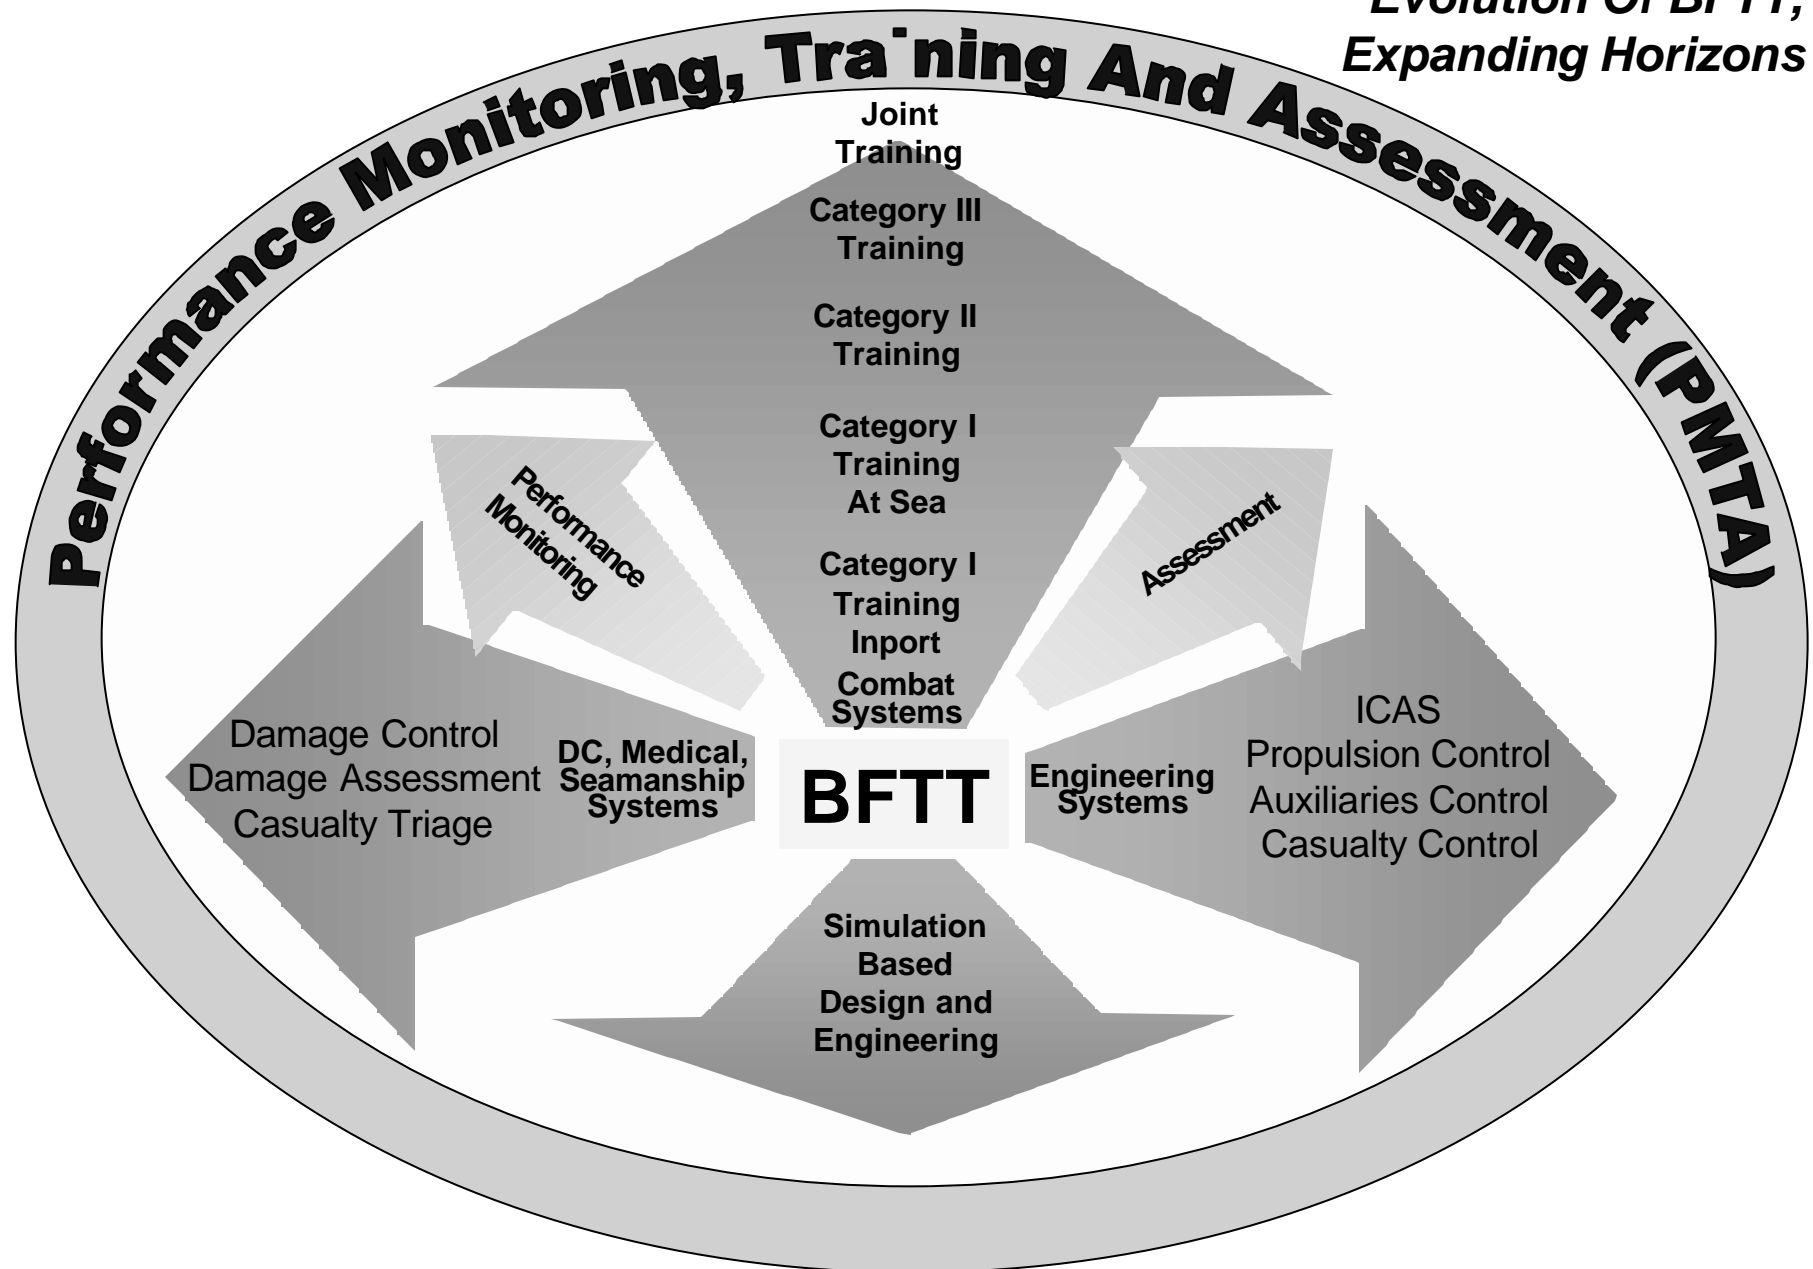 Evolution Of BFTT,
Expanding Horizons
Performance Monitoring, Training And Assessment (PMTA)
Joint
Training
Category III
Training
Category II
Training
Category I
Training
At Sea
Category I
Training
Inport
Combat
Systems
Performance
Monitoring
Assessment
Damage Control
Damage Assessment
Casualty Triage
DC, Medical,
Seamanship
Systems
BFTT
Engineering
Systems
ICAS
Propulsion Control
Auxiliaries Control
Casualty Control
Simulation
Based
Design and
Engineering